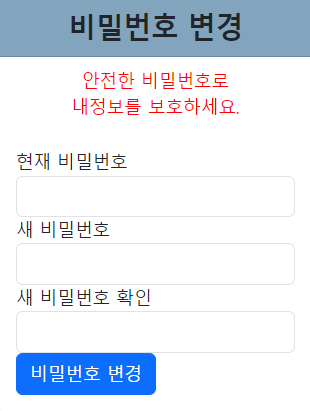 비밀번호 변경
안전한 비밀번호로
내정보를 보호하세요.
현재 비밀번호
새 비밀번호
새 비밀번호 확인
비밀번호 변경